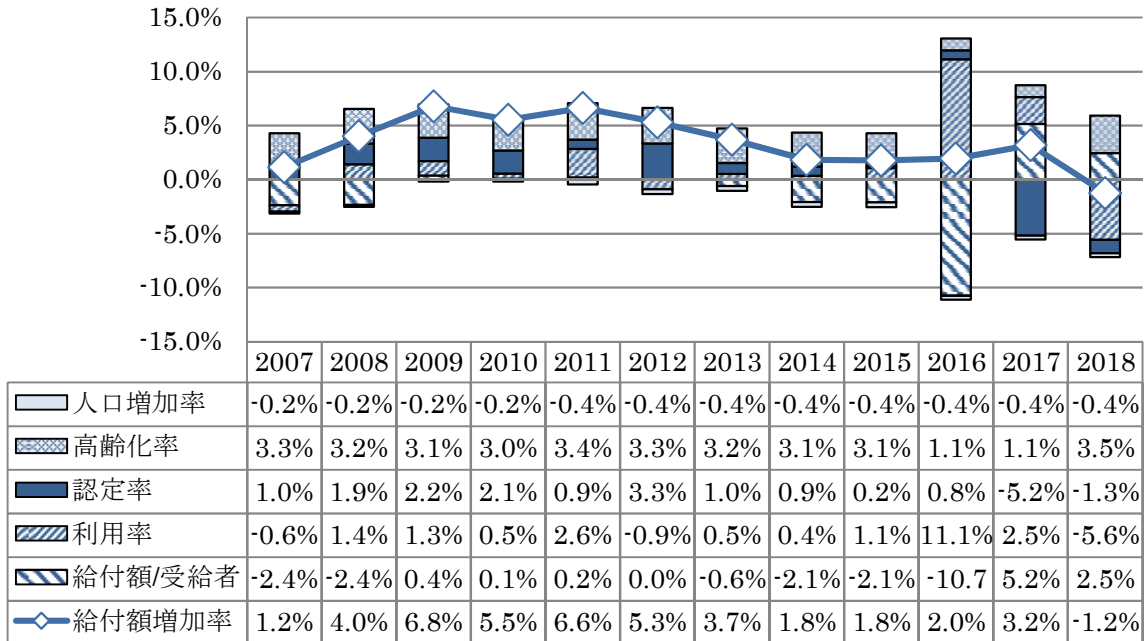 15.0%
10.0%
5.0%
0.0%
-5.0%
-10.0%
-15.0%
2007 2008 2009 2010 2011 2012 2013 2014 2015 2016 2017 2018
人口増加率 -0.2% -0.2% -0.2% -0.2% -0.4% -0.4% -0.4% -0.4% -0.4% -0.4% -0.4% -0.4%
高齢化率 3.3% 3.2% 3.1% 3.0% 3.4% 3.3% 3.2% 3.1% 3.1% 1.1% 1.1% 3.5%
認定率 1.0% 1.9% 2.2% 2.1% 0.9% 3.3% 1.0% 0.9% 0.2% 0.8% -5.2% -1.3%
利用率 -0.6% 1.4% 1.3% 0.5% 2.6% -0.9% 0.5% 0.4% 1.1% 11.1% 2.5% -5.6%
給付額/受給者 -2.4% -2.4% 0.4% 0.1% 0.2% 0.0% -0.6% -2.1% -2.1% -10.7 5.2% 2.5%
給付額増加率 1.2% 4.0% 6.8% 5.5% 6.6% 5.3% 3.7% 1.8% 1.8% 2.0% 3.2% -1.2%